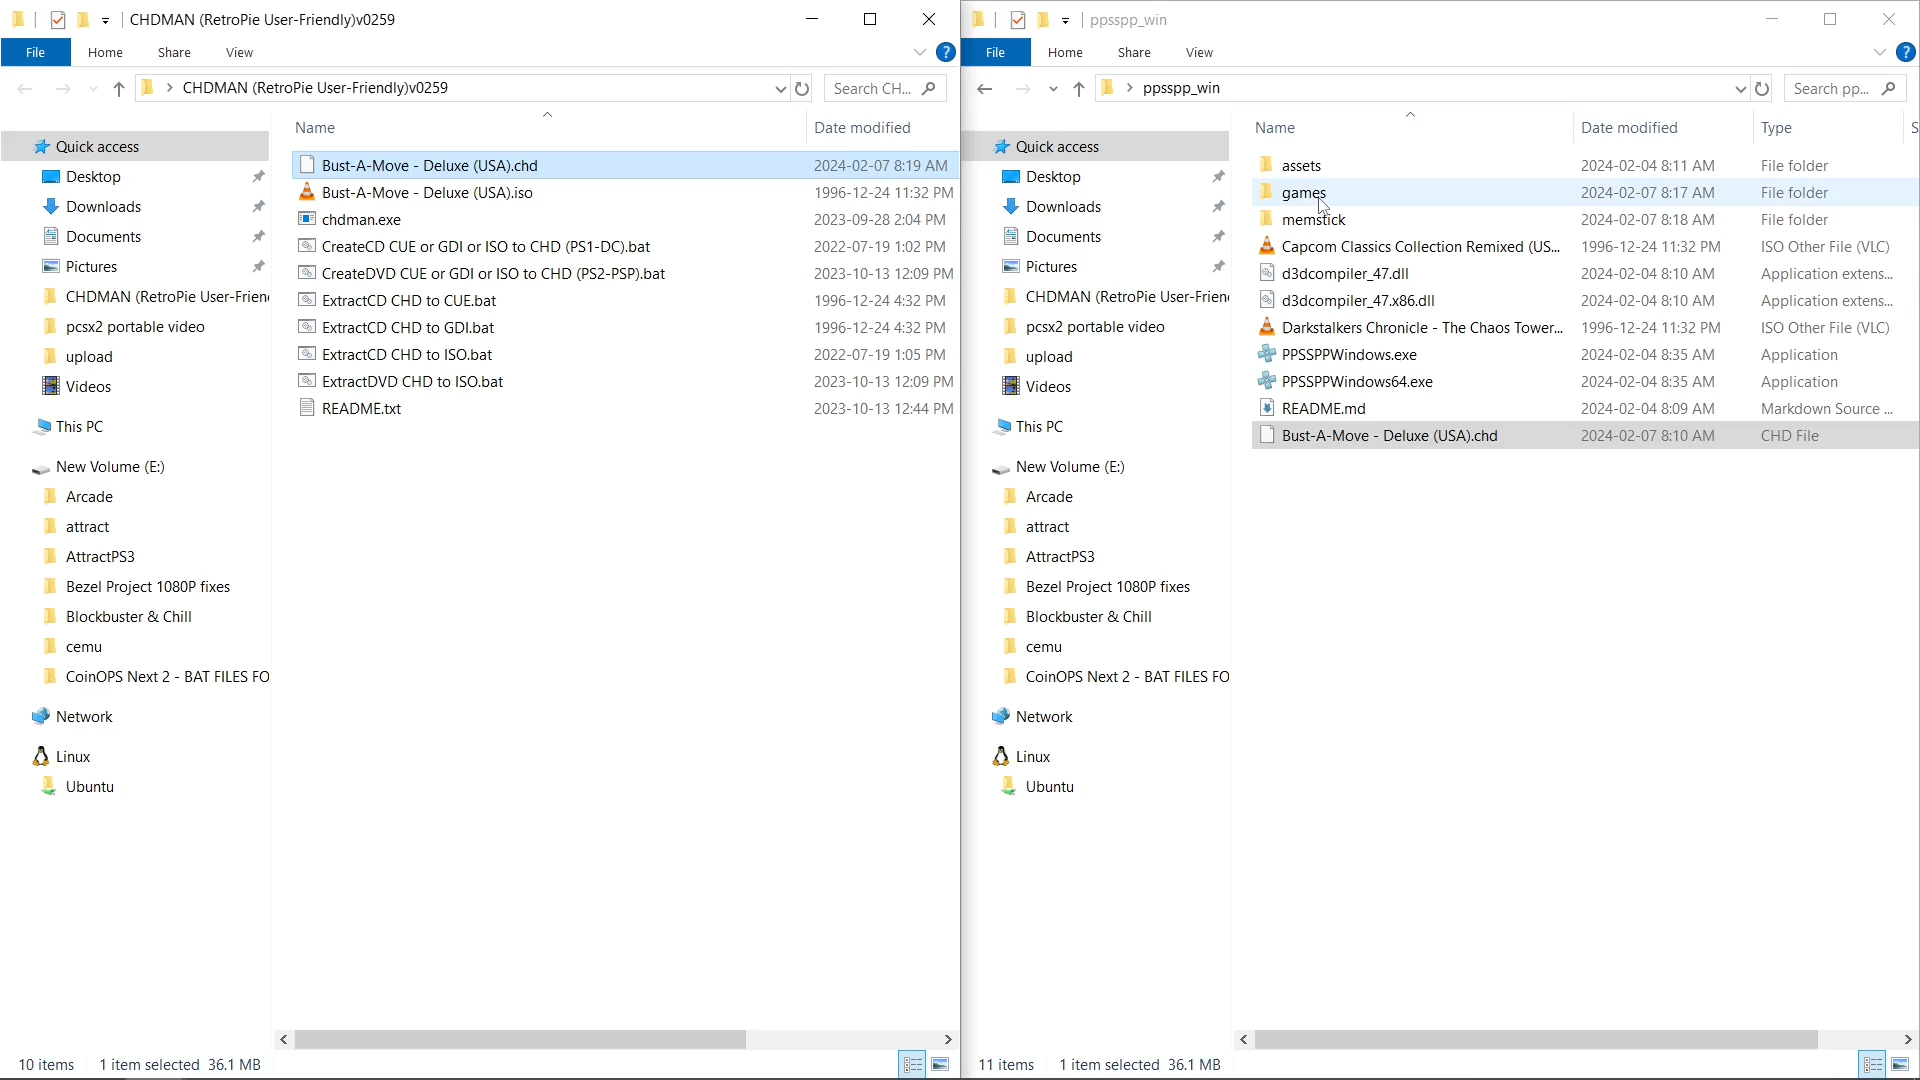 CHDMAN (RetroPie User-Friendly)v0259
File Home Share View
CHDMAN (RetroPie User-Friendly)v0259
Search CH...
Name Date modified
Quick access
Desktop
Downloads
Documents
Pictures
CHDMAN (RetroPie User-Frien
pcsx2 portable video
upload
Videos
This PC
New Volume (E:)
Arcade
attract
AttractPS3
Bezel Project 1080P fixes
Blockbuster & Chill
cemu
CoinOPS Next 2 - BAT FILES FO
Network
Linux
Ubuntu
Bust-A-Move - Deluxe (USA).chd 2024-02-07 8:19 AM
Bust-A-Move - Deluxe (USA).iso 1996-12-24 11:32 PM
chdman.exe 2023-09-28 2:04 PM
CreateCD CUE or GDI or ISO to CHD (PS1-DC).bat 2022-07-19 1:02 PM
CreateDVD CUE or GDI or ISO to CHD (PS2-PSP).bat 2023-10-13 12:09 PM
ExtractCD CHD to CUE.bat 1996-12-24 4:32 PM
ExtractCD CHD to GDI.bat 1996-12-24 4:32 PM
ExtractCD CHD to ISO.bat 2022-07-19 1:05 PM
ExtractDVD CHD to ISO.bat 2023-10-13 12:09 PM
README.txt 2023-10-13 12:44 PM
10 items 1 item selected 36.1 MB
ppsspp_win
File Home Share View
ppsspp_win
Search pp...
Name Date modified Type S
Quick access
Desktop
Downloads
Documents
Pictures
CHDMAN (RetroPie User-Frien
pcsx2 portable video
upload
Videos
This PC
New Volume (E:)
Arcade
attract
AttractPS3
Bezel Project 1080P fixes
Blockbuster & Chill
cemu
CoinOPS Next 2 - BAT FILES FO
Network
Linux
Ubuntu
assets 2024-02-04 8:11 AM File folder
games 2024-02-07 8:17 AM File folder
memstick 2024-02-07 8:18 AM File folder
Capcom Classics Collection Remixed (US... 1996-12-24 11:32 PM ISO Other File (VLC)
d3dcompiler_47.dll 2024-02-04 8:10 AM Application extens...
d3dcompiler_47.x86.dll 2024-02-04 8:10 AM Application extens...
Darkstalkers Chronicle - The Chaos Tower... 1996-12-24 11:32 PM ISO Other File (VLC)
PPSSPPWindows.exe 2024-02-04 8:35 AM Application
PPSSPPWindows64.exe 2024-02-04 8:35 AM Application
README.md 2024-02-04 8:09 AM Markdown Source ...
Bust-A-Move - Deluxe (USA).chd 2024-02-07 8:10 AM CHD File
11 items 1 item selected 36.1 MB